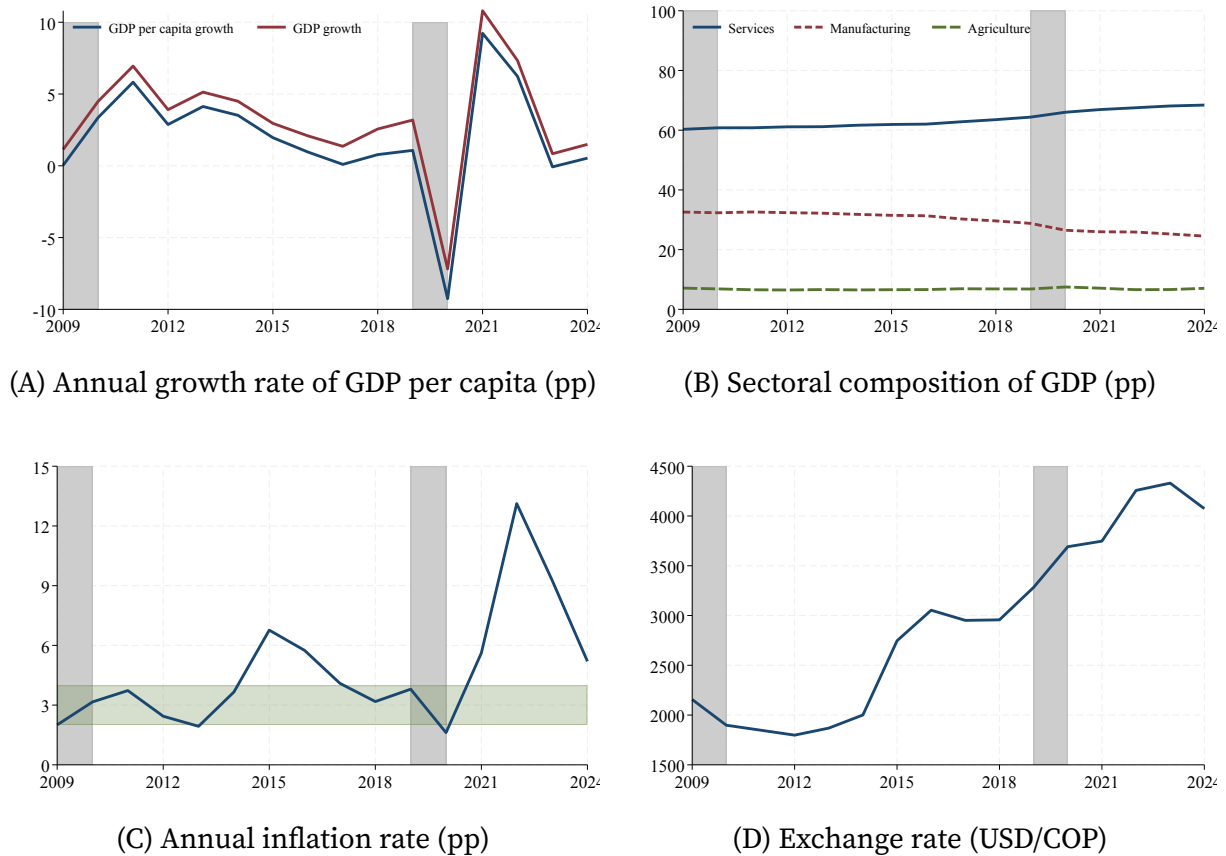 GDP per capita growth GDP growth
10
5
0
-5
-10
2009 2012 2015 2018 2021 2024
(A) Annual growth rate of GDP per capita (pp)
Services Manufacturing Agriculture
100
80
60
40
20
0
2009 2012 2015 2018 2021 2024
(B) Sectoral composition of GDP (pp)
15
12
9
6
3
0
2009 2012 2015 2018 2021 2024
(C) Annual inflation rate (pp)
4500
4000
3500
3000
2500
2000
1500
2009 2012 2015 2018 2021 2024
(D) Exchange rate (USD/COP)